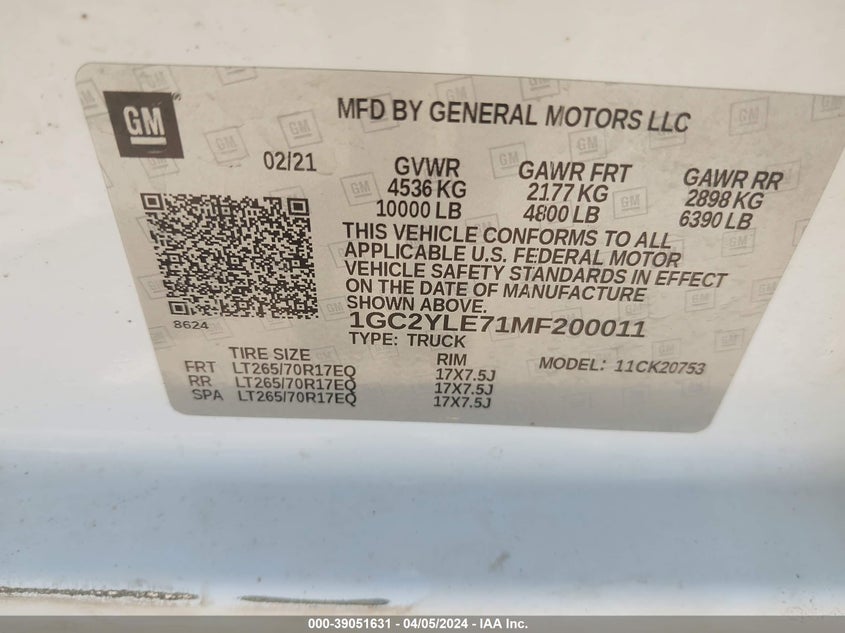 GM
MFD BY GENERAL MOTORS LLC
02/21
GVWR
4536 KG
10000 LB
GAWR FRT
2177 KG
4800 LB
GAWR RR
2898 KG
6390 LB
THIS VEHICLE CONFORMS TO ALL
APPLICABLE U.S. FEDERAL MOTOR
VEHICLE SAFETY STANDARDS IN EFFECT
ON THE DATE OF MANUFACTURE
SHOWN ABOVE.
8624
1GC2YLE71MF200011
TYPE: TRUCK
MODEL: 11CK20753
TIRE SIZE RIM
FRT LT265/70R17EQ 17X7.5J
RR LT265/70R17EQ 17X7.5J
SPA LT265/70R17EQ 17X7.5J
000-39051631 - 04/05/2024 - IAA Inc.